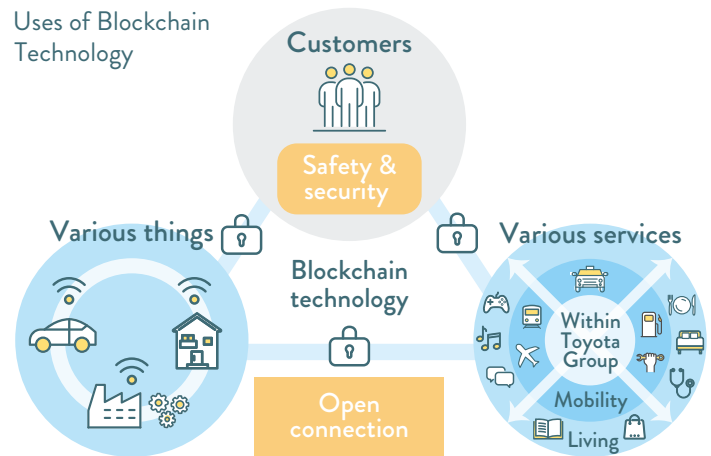 Uses of Blockchain
Technology
Customers
Safety &
security
Various things
Various services
Blockchain
technology
Within
Toyota
Group
Mobility
Living
Open
connection